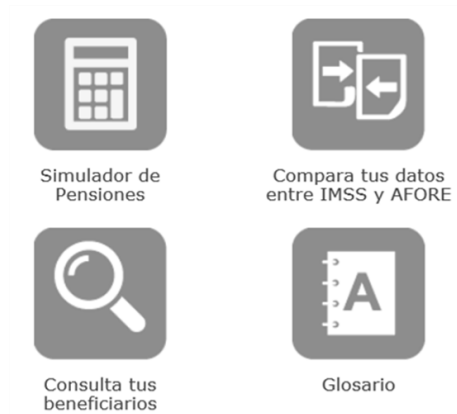 Simulador de
Pensiones
Compara tus datos
entre IMSS y AFORE
Consulta tus
beneficiarios
A
Glosario